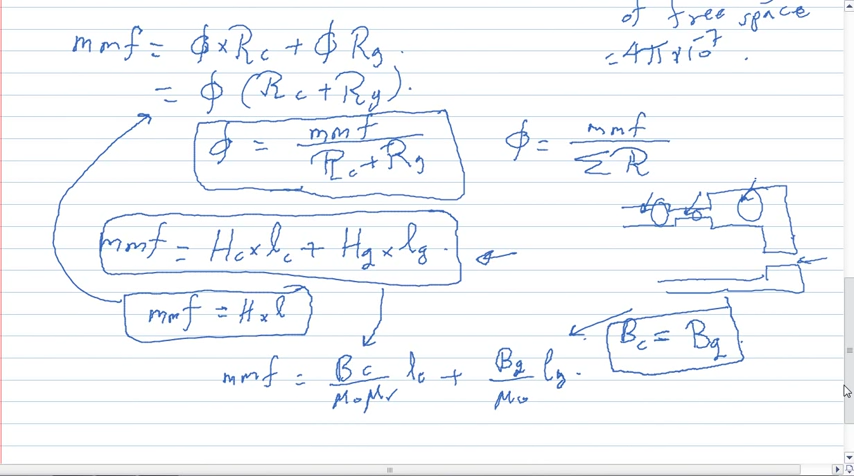 of free space
= 4π×10⁻⁷.
mmf = ϕ×Rc + ϕ Rg.
= ϕ (Rc + Rg).
ϕ = mmf / (Rc + Rg)
ϕ = mmf / Σ R
mmf = Hc×lc + Hg×lg.
mmf = H×l
Bc = Bg.
mmf = (Bc / μ₀μr) lc + (Bg / μ₀) lg.